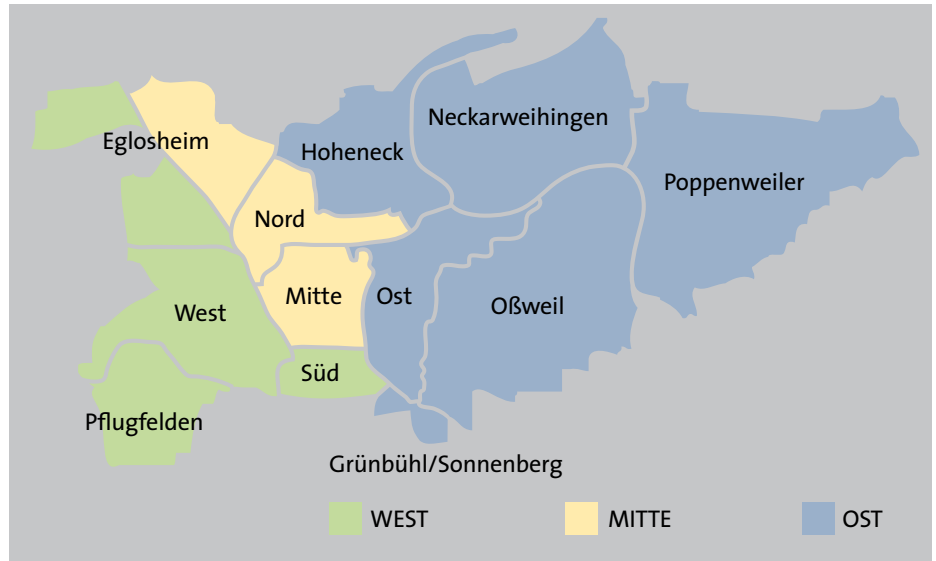 Neckarweihingen
Eglosheim
Hoheneck
Poppenweiler
Nord
Mitte
Ost
Oßweil
West
Süd
Pflugfelden
Grünbühl/Sonnenberg
WEST
MITTE
OST